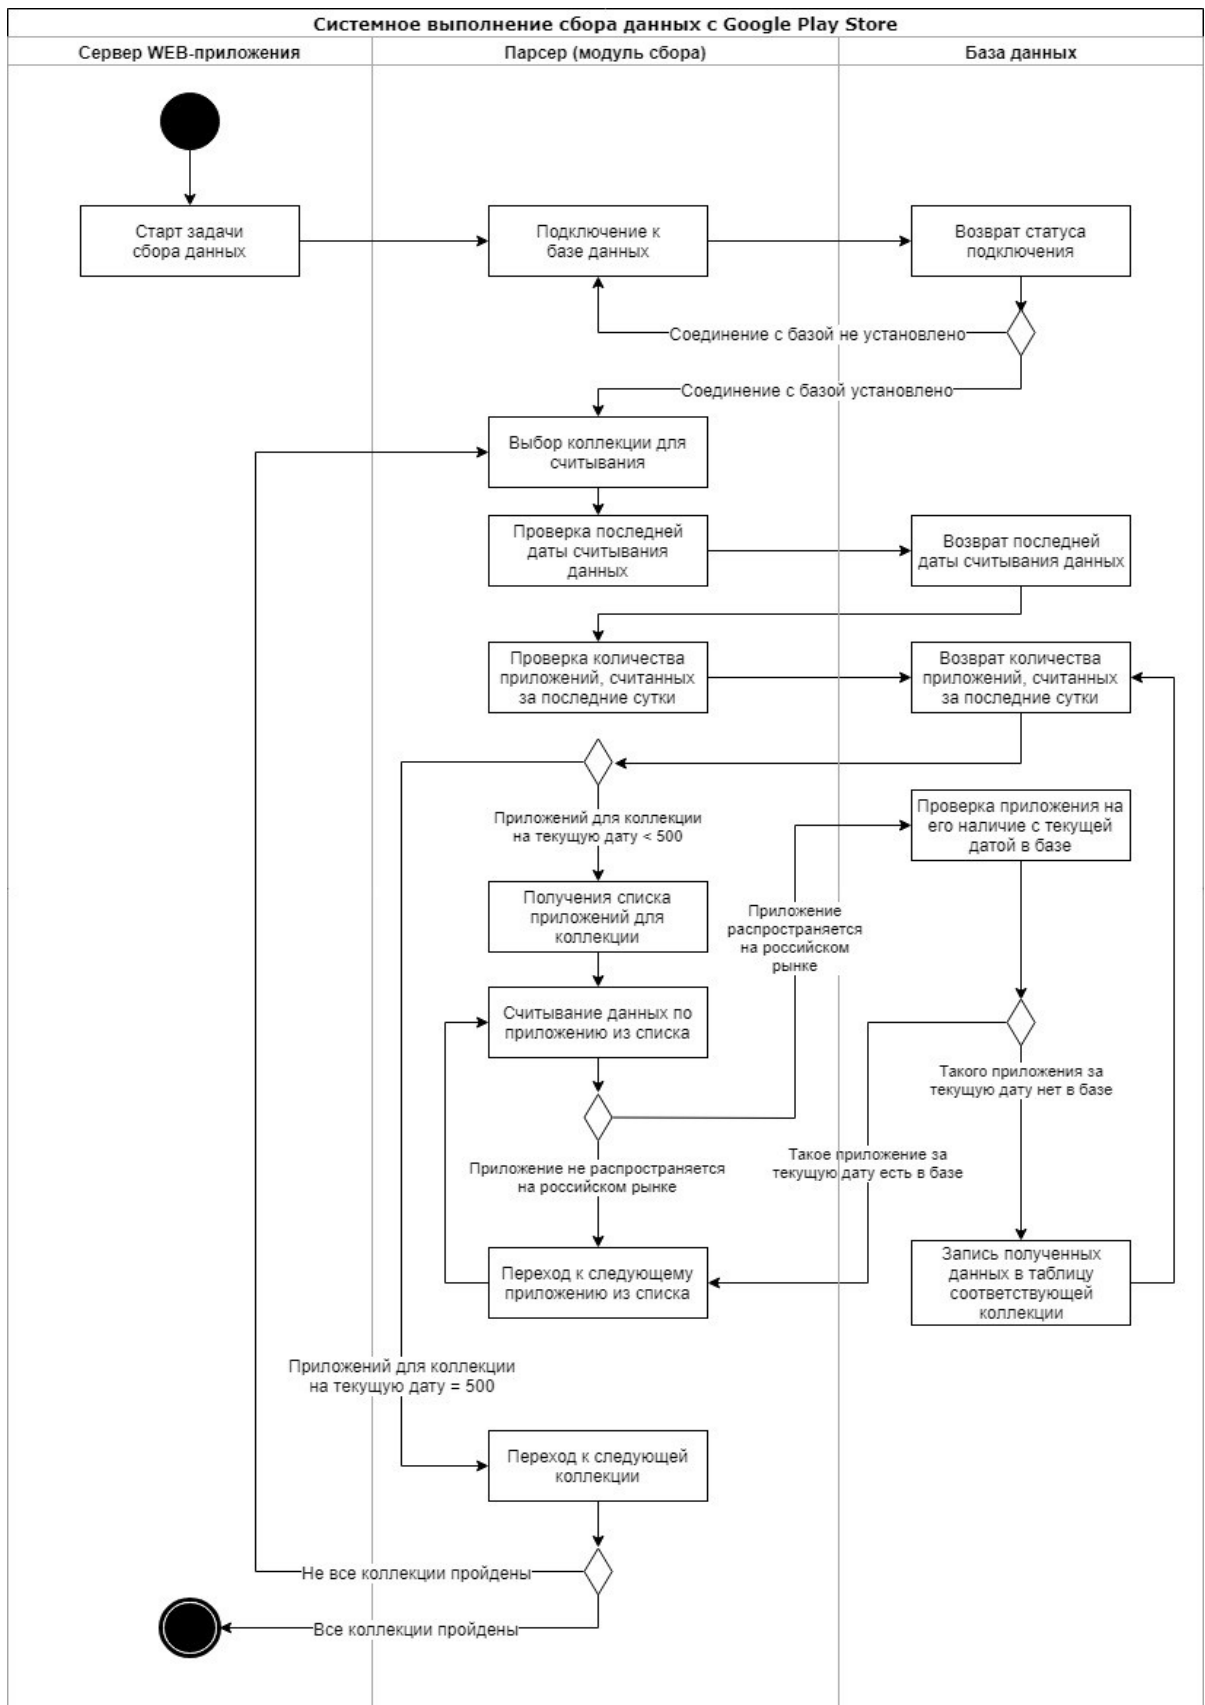 Системное выполнение сбора данных с Google Play Store
Сервер WEB-приложения
Парсер (модуль сбора)
База данных
Старт задачи
сбора данных
Подключение к
базе данных
Возврат статуса
подключения
Соединение с базой не установлено
Соединение с базой установлено
Выбор коллекции для
считывания
Проверка последней
даты считывания
данных
Возврат последней
даты считывания данных
Проверка количества
приложений, считанных
за последние сутки
Возврат количества
приложений, считанных
за последние сутки
Приложений для коллекции
на текущую дату < 500
Проверка приложения на
его наличие с текущей
датой в базе
Получения списка
приложений для
коллекции
Приложение
распространяется
на российском
рынке
Считывание данных по
приложению из списка
Такого приложения за
текущую дату нет в базе
Приложение не распространяется
на российском рынке
Такое приложение за
текущую дату есть в базе
Переход к следующему
приложению из списка
Запись полученных
данных в таблицу
соответствующей
коллекции
Приложений для коллекции
на текущую дату = 500
Переход к следующей
коллекции
Не все коллекции пройдены
Все коллекции пройдены